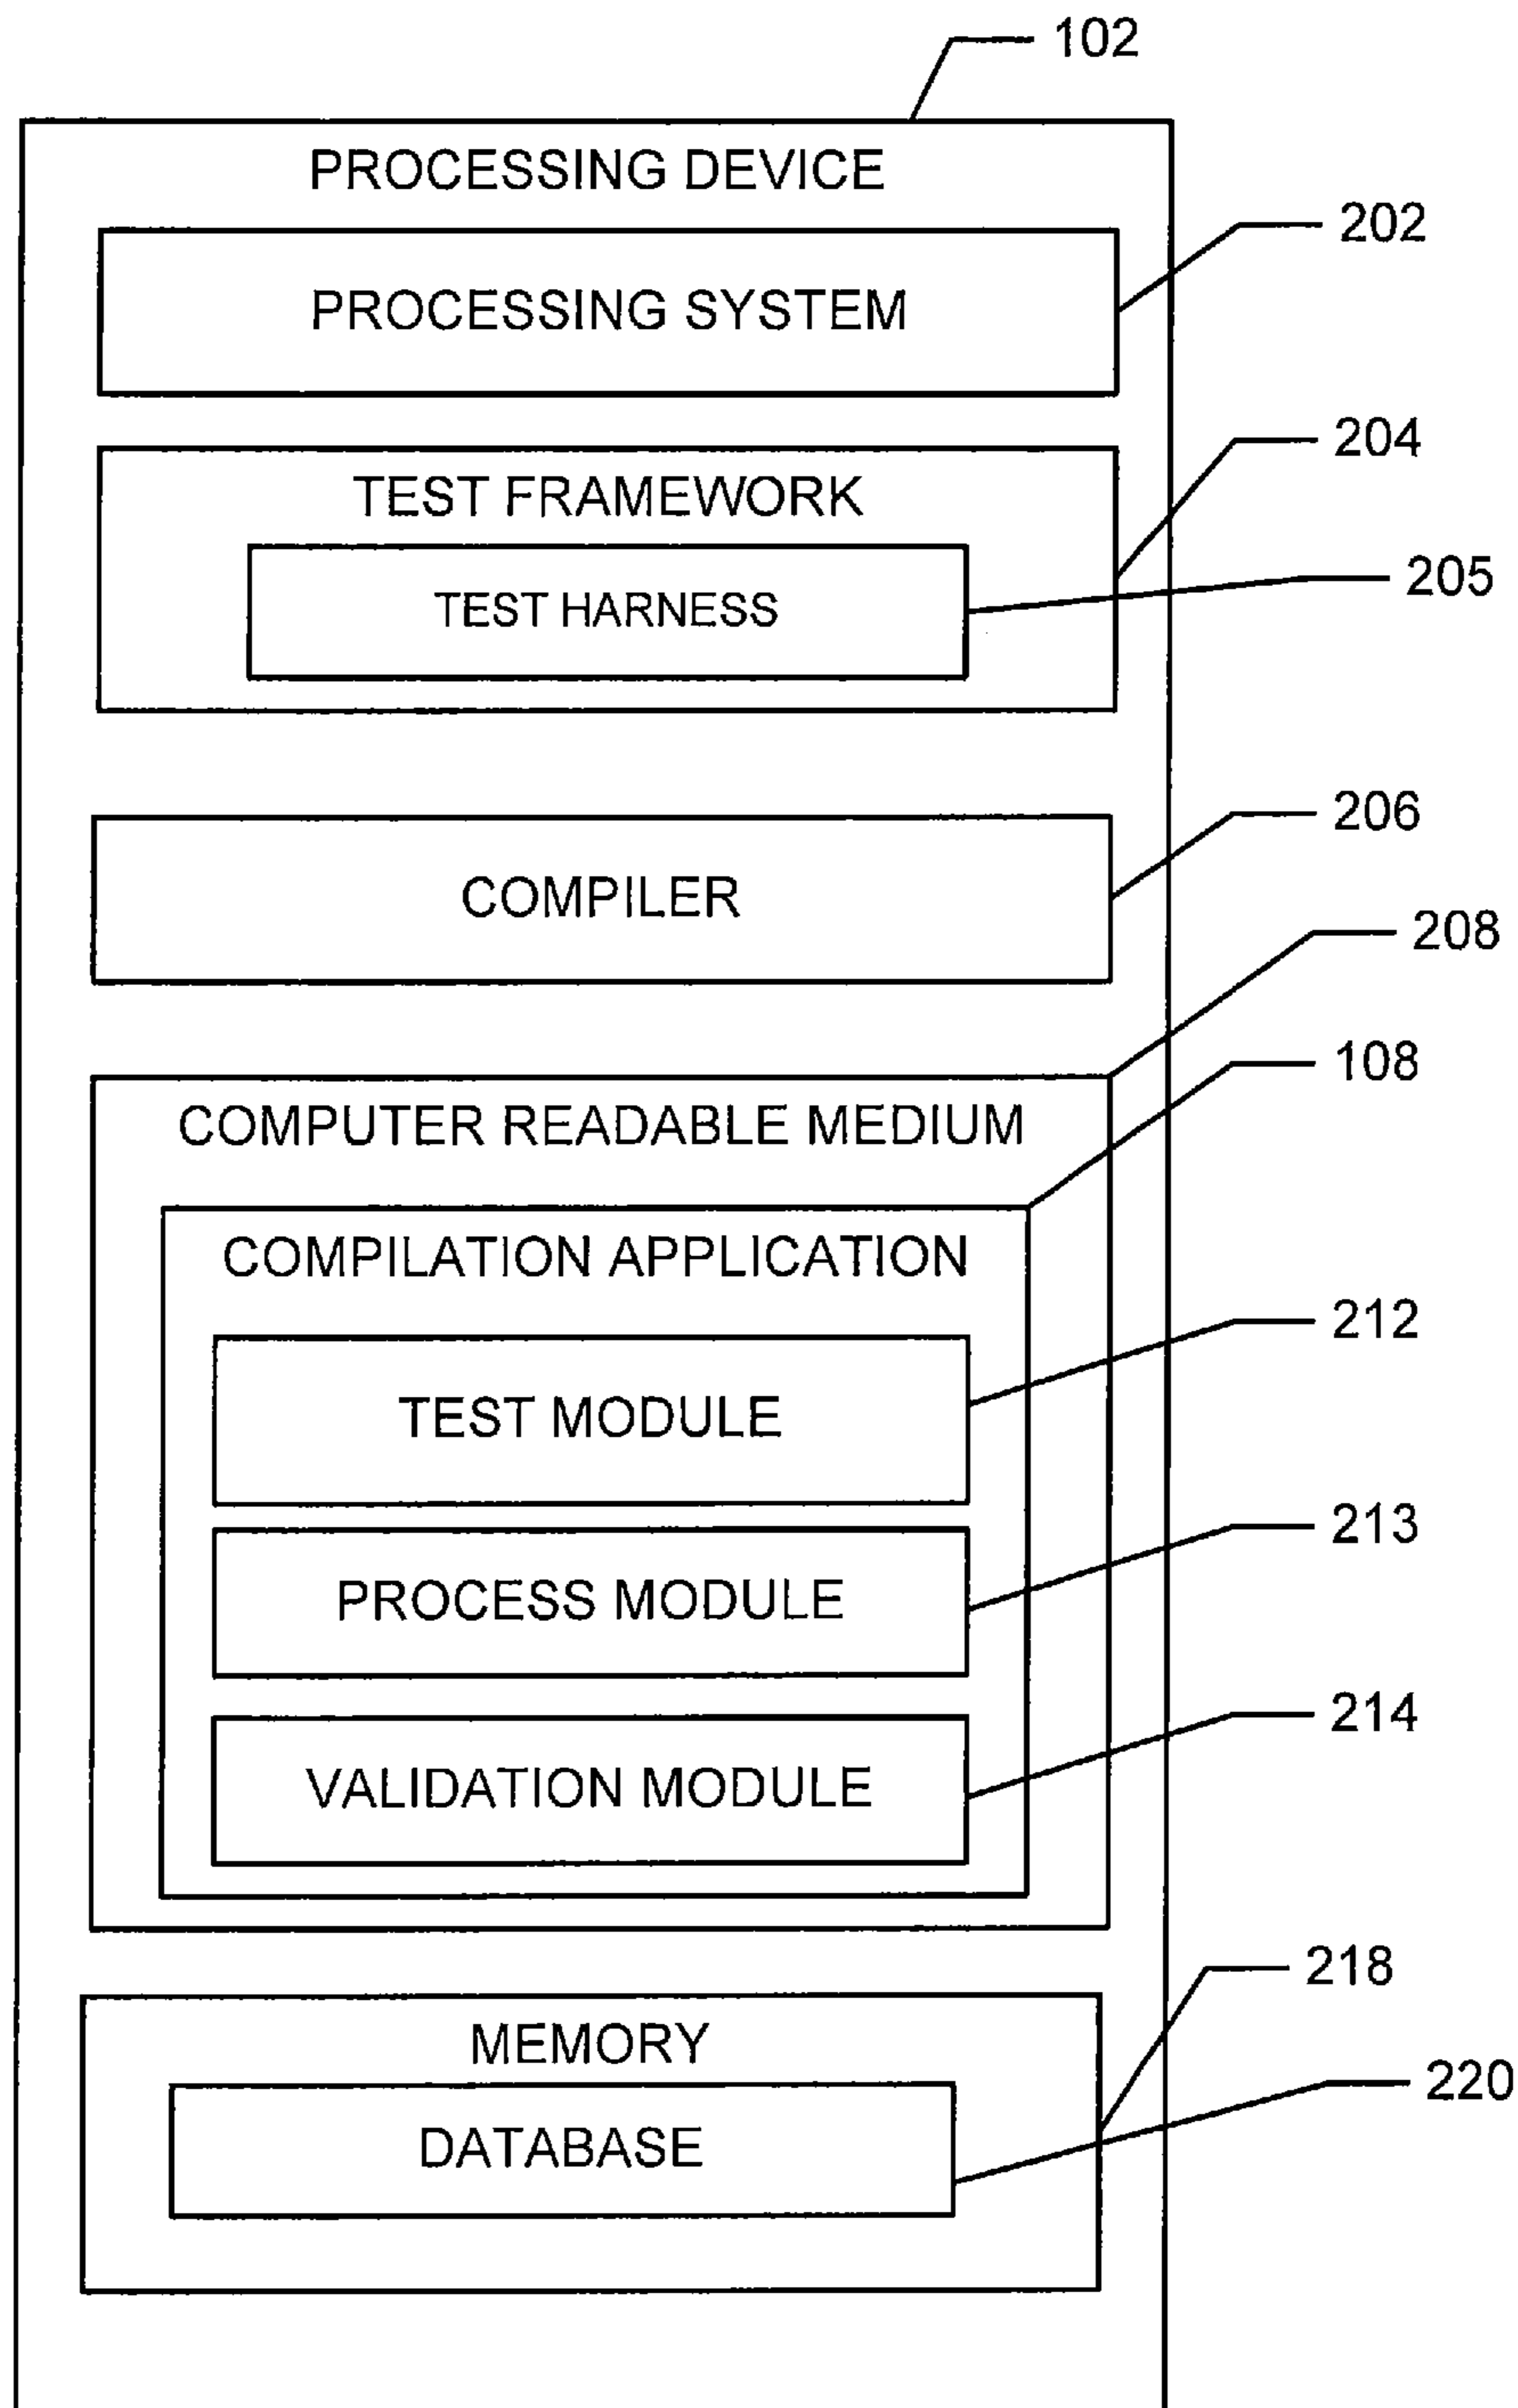 102
PROCESSING DEVICE
202
PROCESSING SYSTEM
204
TEST FRAMEWORK
205
TEST HARNESS
206
COMPILER
208
108
COMPUTER READABLE MEDIUM
COMPILATION APPLICATION
212
TEST MODULE
213
PROCESS MODULE
214
VALIDATION MODULE
218
MEMORY
220
DATABASE